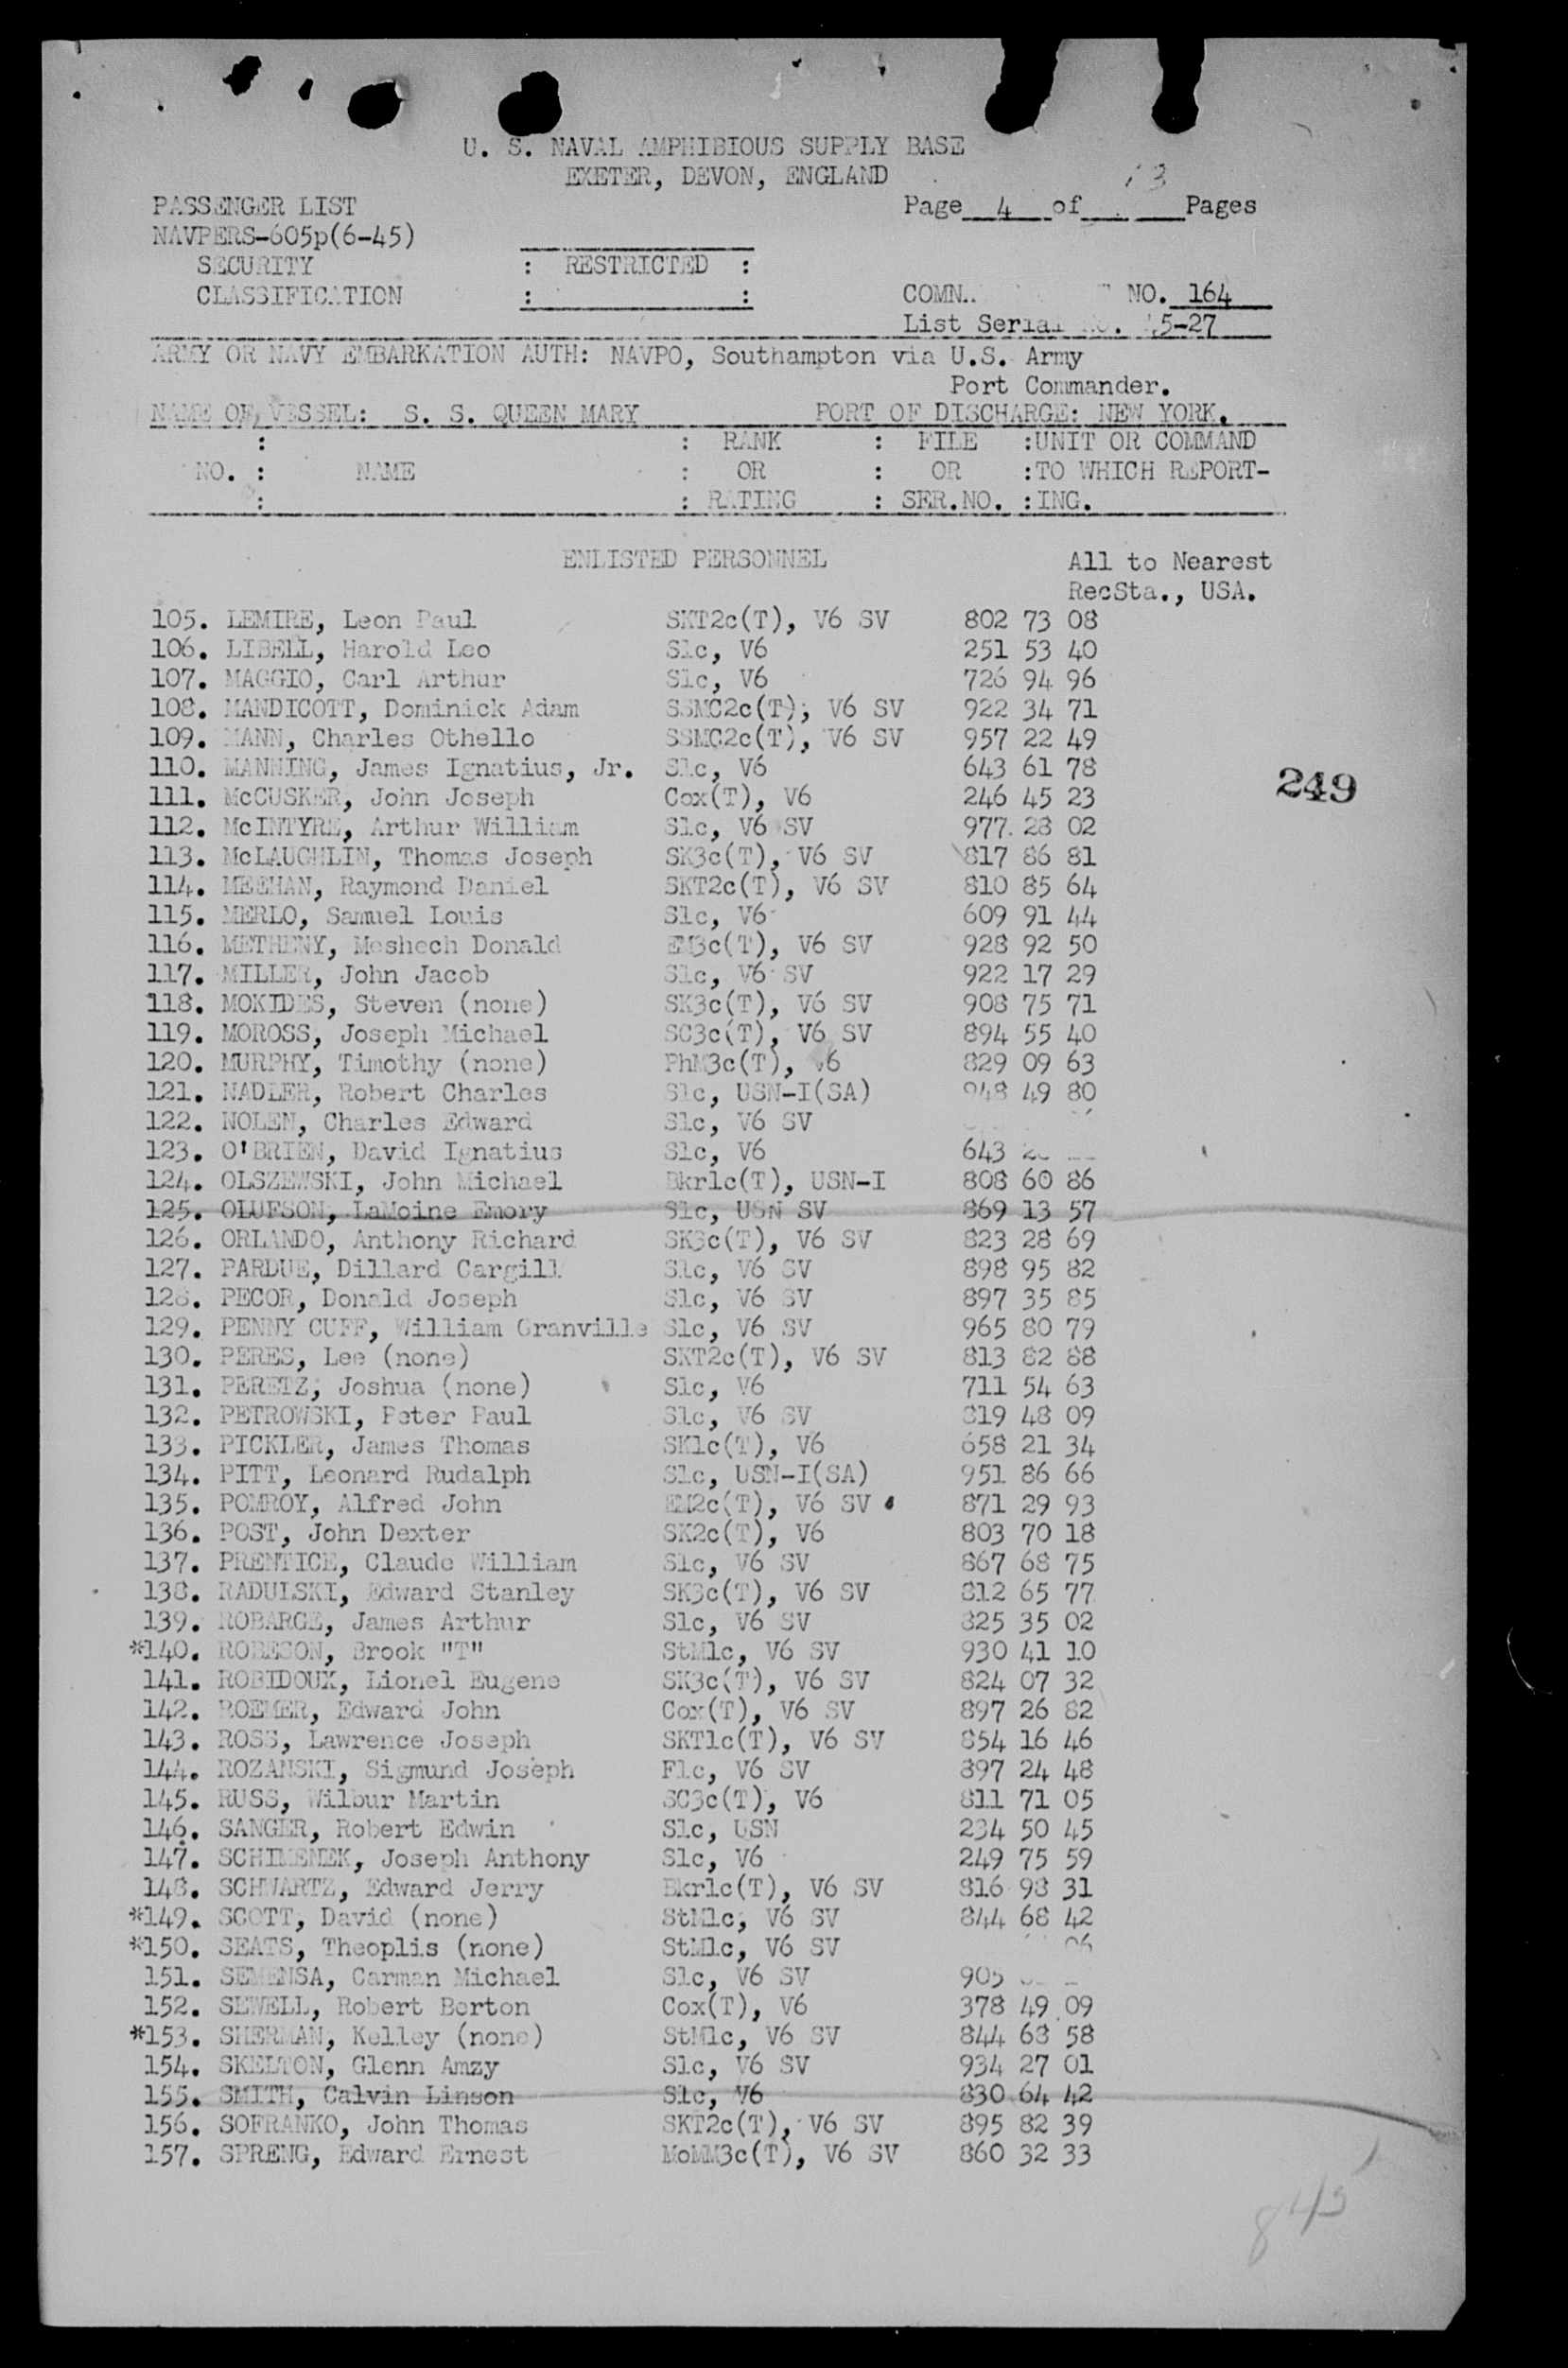 U. S. NAVAL AMPHIBIOUS SUPPLY BASE
EXETER, DEVON, ENGLAND
13
PASSENGER LIST Page 4 of Pages
NAVPERS-605p(6-45)
SECURITY : RESTRICTED :
CLASSIFICATION : : NO. 164
List Serial 45-27
ARMY OR NAVY EMBARKATION AUTH: NAVPO, Southampton via U.S. Army
Port Commander.
NAME OF VESSEL: S. S. QUEEN MARY PORT OF DISCHARGE: NEW YORK.
: : RANK : FILE :UNIT OR COMMAND
NO. : NAME : OR : OR :TO WHICH REPORT-
: : RATING : SER.NO. :ING.
ENLISTED PERSONNEL All to Nearest
RecSta., USA.
105. LEMIRE, Leon Paul SKT2c(T), V6 SV 802 73 08
106. LIBELL, Harold Leo S1c, V6 251 53 40
107. MAGGIO, Carl Arthur S1c, V6 726 94 96
108. MANDICOTT, Dominick Adam SSMC2c(T), V6 SV 922 34 71
109. MANN, Charles Othello SSMC2c(T), V6 SV 957 22 49
110. MANNING, James Ignatius, Jr. S1c, V6 643 61 78
249
111. McCUSKER, John Joseph Cox(T), V6 246 45 23
112. McINTYRE, Arthur William S1c, V6 SV 977 28 02
113. McLAUGHLIN, Thomas Joseph SK3c(T), V6 SV 817 86 81
114. MEEHAN, Raymond Daniel SKT2c(T), V6 SV 810 85 64
115. MERLO, Samuel Louis S1c, V6 609 91 44
116. METHENY, Meshech Donald EM3c(T), V6 SV 928 92 50
117. MILLER, John Jacob S1c, V6 SV 922 17 29
118. MOKIDES, Steven (none) SK3c(T), V6 SV 908 75 71
119. MOROSS, Joseph Michael SC3c(T), V6 SV 894 55 40
120. MURPHY, Timothy (none) PhM3c(T), V6 829 09 63
121. NADLER, Robert Charles S1c, USN-I(SA) 948 49 80
122. NOLEN, Charles Edward S1c, V6 SV
123. O'BRIEN, David Ignatius S1c, V6 643
124. OLSZEWSKI, John Michael Bkr1c(T), USN-I 808 60 86
125. OLUFSON, LaMoine Emory S1c, USN SV 869 13 57
126. ORLANDO, Anthony Richard SK3c(T), V6 SV 823 28 69
127. PARDUE, Dillard Cargill S1c, V6 SV 898 95 82
128. PECOR, Donald Joseph S1c, V6 SV 897 35 85
129. PENNY CUFF, William Granville S1c, V6 SV 965 80 79
130. PERES, Lee (none) SKT2c(T), V6 SV 813 82 88
131. PERETZ, Joshua (none) S1c, V6 711 54 63
132. PETROWSKI, Peter Paul S1c, V6 SV 819 48 09
133. PICKLER, James Thomas SK1c(T), V6 658 21 34
134. PITT, Leonard Rudalph S1c, USN-I(SA) 951 86 66
135. POMROY, Alfred John EM2c(T), V6 SV 871 29 93
136. POST, John Dexter SK2c(T), V6 803 70 18
137. PRENTICE, Claude William S1c, V6 SV 867 68 75
138. RADULSKI, Edward Stanley SK3c(T), V6 SV 812 65 77
139. ROBARGE, James Arthur S1c, V6 SV 825 35 02
*140. ROBESON, Brook "T" StM1c, V6 SV 930 41 10
141. ROBIDOUX, Lionel Eugene SK3c(T), V6 SV 824 07 32
142. ROEMER, Edward John Cox(T), V6 SV 897 26 82
143. ROSS, Lawrence Joseph SKT1c(T), V6 SV 854 16 46
144. ROZANSKI, Sigmund Joseph F1c, V6 SV 897 24 48
145. RUSS, Wilbur Martin SC3c(T), V6 811 71 05
146. SANGER, Robert Edwin S1c, USN 234 50 45
147. SCHIMENEK, Joseph Anthony S1c, V6 249 75 59
148. SCHWARTZ, Edward Jerry Bkr1c(T), V6 SV 816 98 31
*149. SCOTT, David (none) StM1c, V6 SV 844 68 42
*150. SEATS, Theoplis (none) StM1c, V6 SV 06
151. SEMENSA, Carman Michael S1c, V6 SV 905
152. SEWELL, Robert Berton Cox(T), V6 378 49 09
*153. SHERMAN, Kelley (none) StM1c, V6 SV 844 68 58
154. SKELTON, Glenn Amzy S1c, V6 SV 934 27 01
155. SMITH, Calvin Linson S1c, V6 830 64 42
156. SOFRANKO, John Thomas SKT2c(T), V6 SV 895 82 39
157. SPRENG, Edward Ernest MoMM3c(T), V6 SV 860 32 33
845